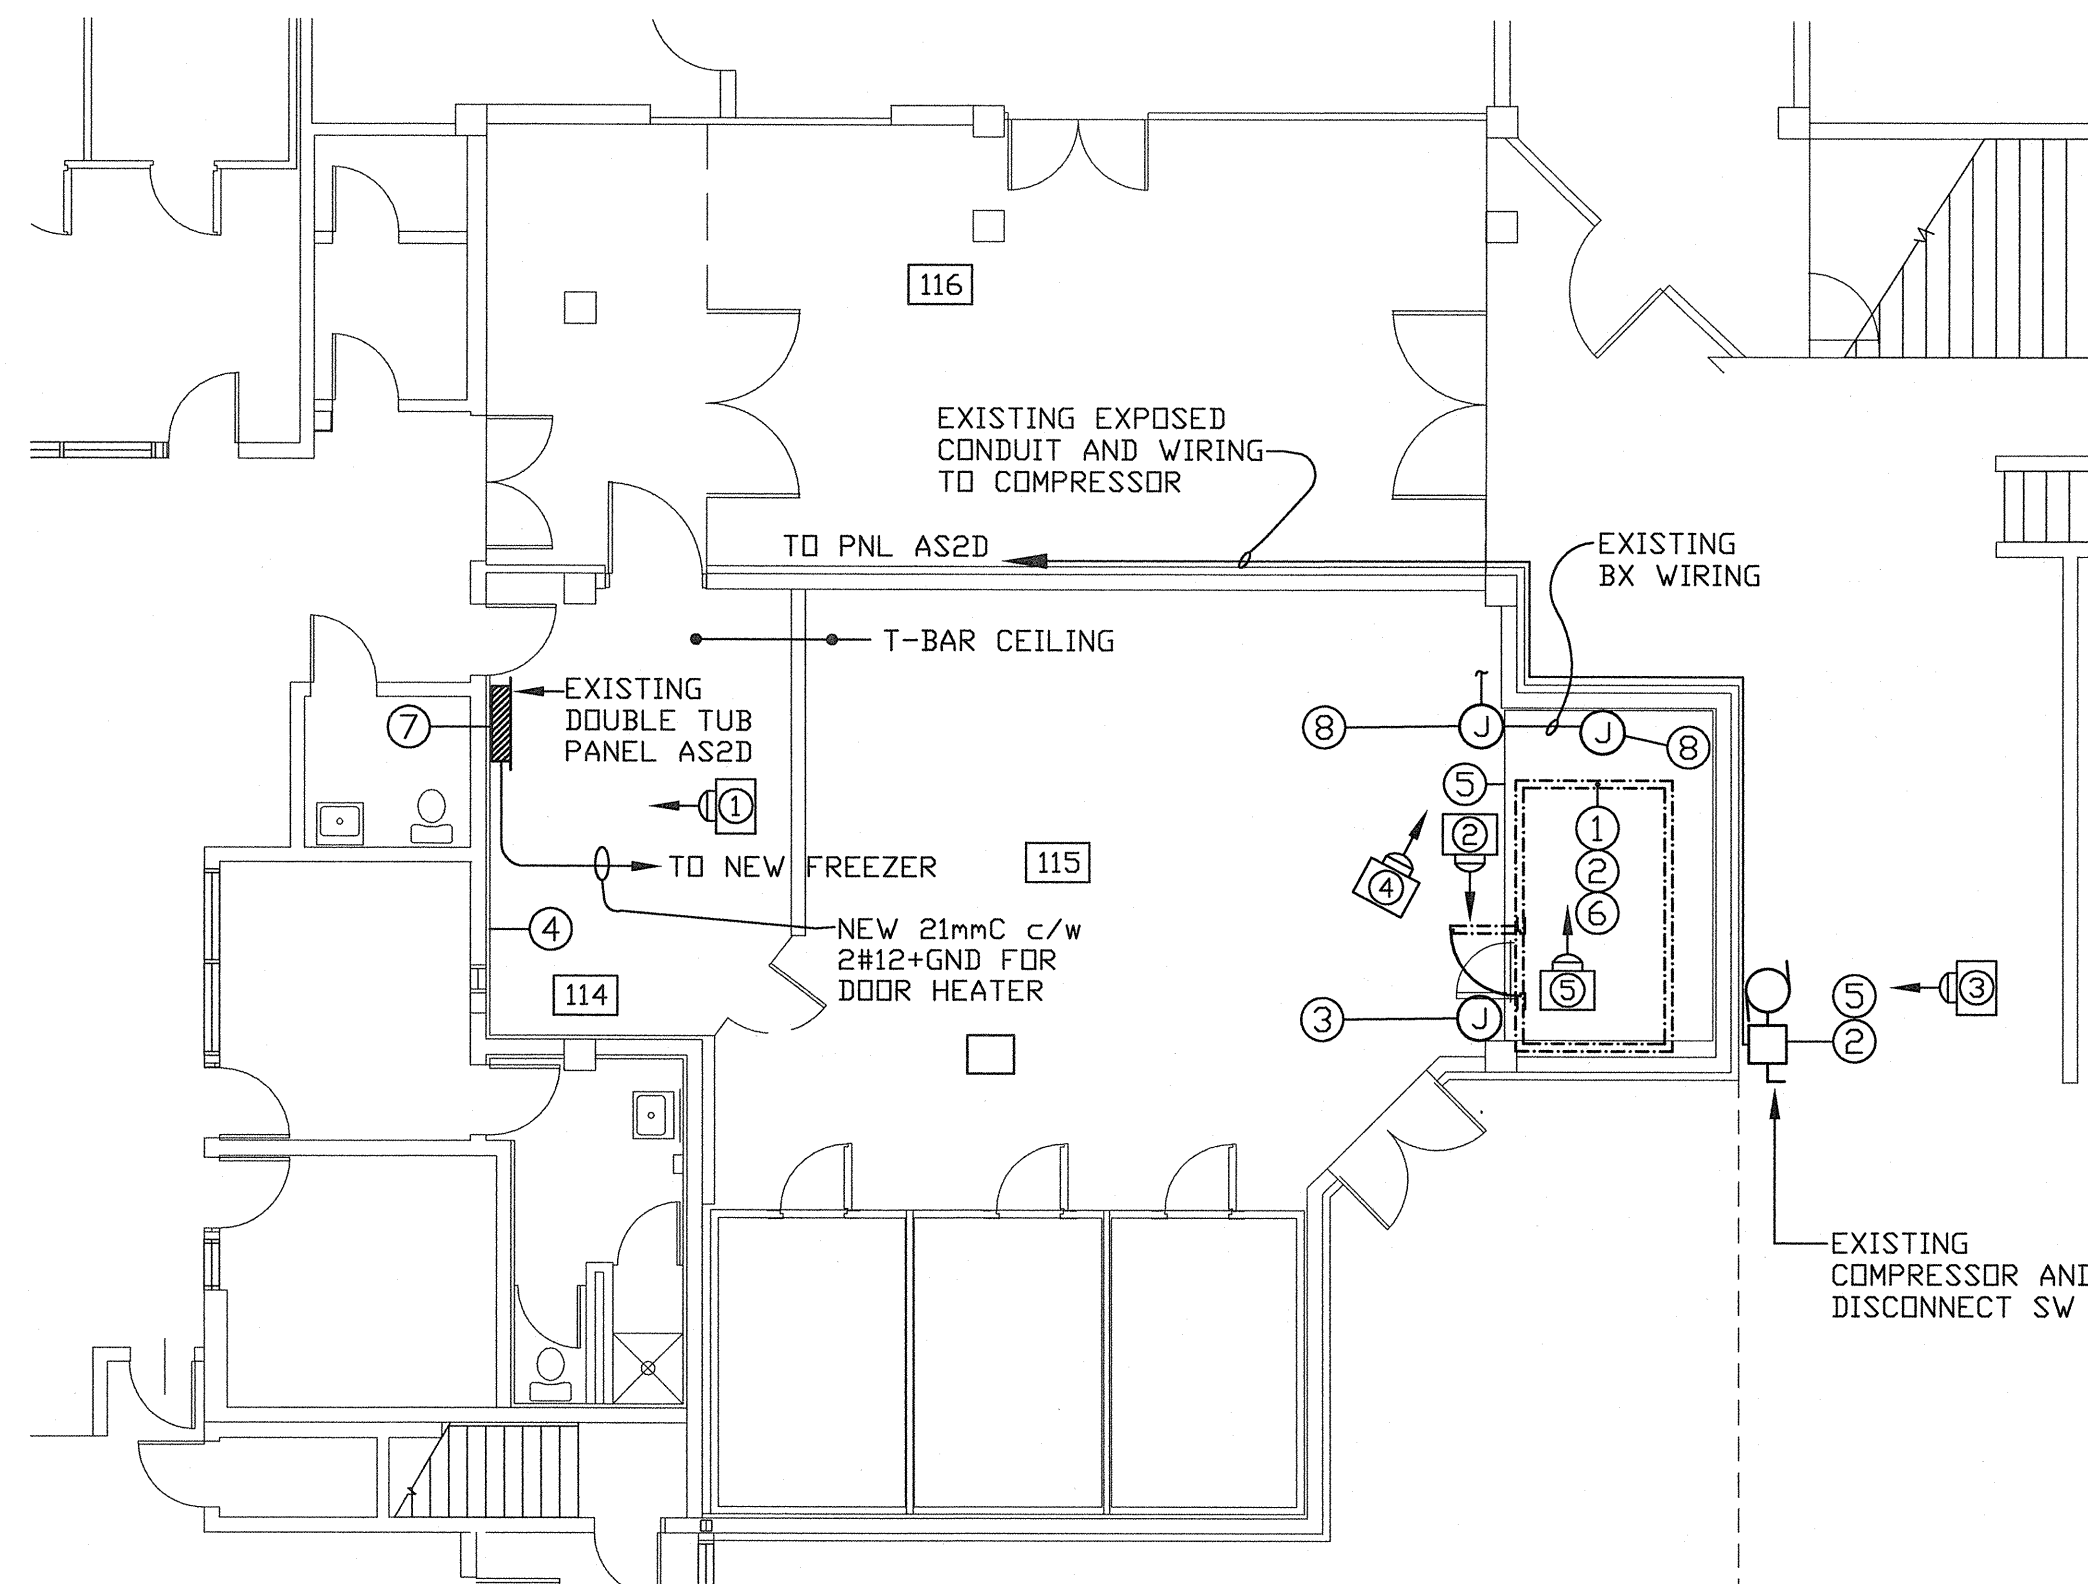 116
EXISTING EXPOSED
CONDUIT AND WIRING
TO COMPRESSOR
TO PNL AS2D
EXISTING
BX WIRING
T-BAR CEILING
EXISTING
DOUBLE TUB
PANEL AS2D
7
1
8
J
J
8
5
1
2
2
4
6
115
TO NEW FREEZER
4
NEW 21mmC c/w
2#12+GND FOR
DOOR HEATER
114
5
3
J
5
3
2
EXISTING
COMPRESSOR AND
DISCONNECT SW